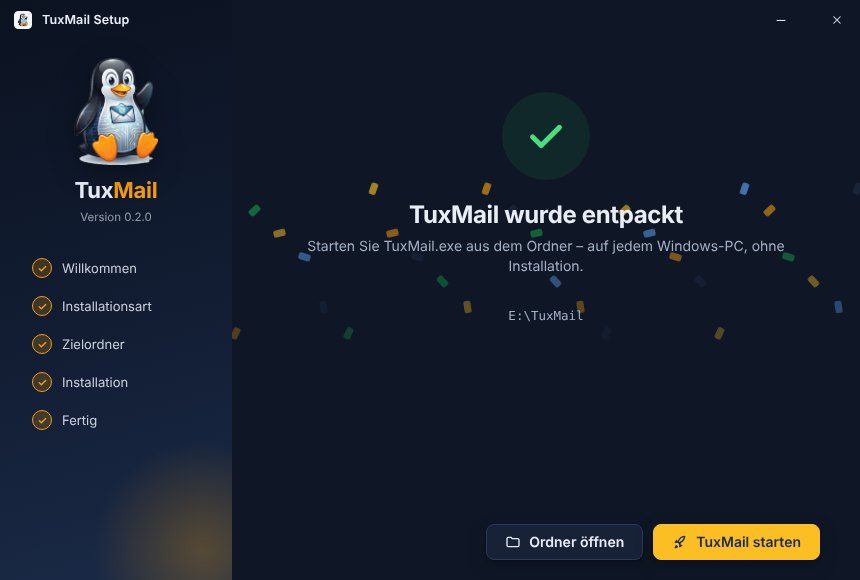 TuxMail Setup
TuxMail
Version 0.2.0
Willkommen
Installationsart
Zielordner
Installation
Fertig
TuxMail wurde entpackt
Starten Sie TuxMail.exe aus dem Ordner – auf jedem Windows-PC, ohne
Installation.
E:\TuxMail
Ordner öffnen
TuxMail starten